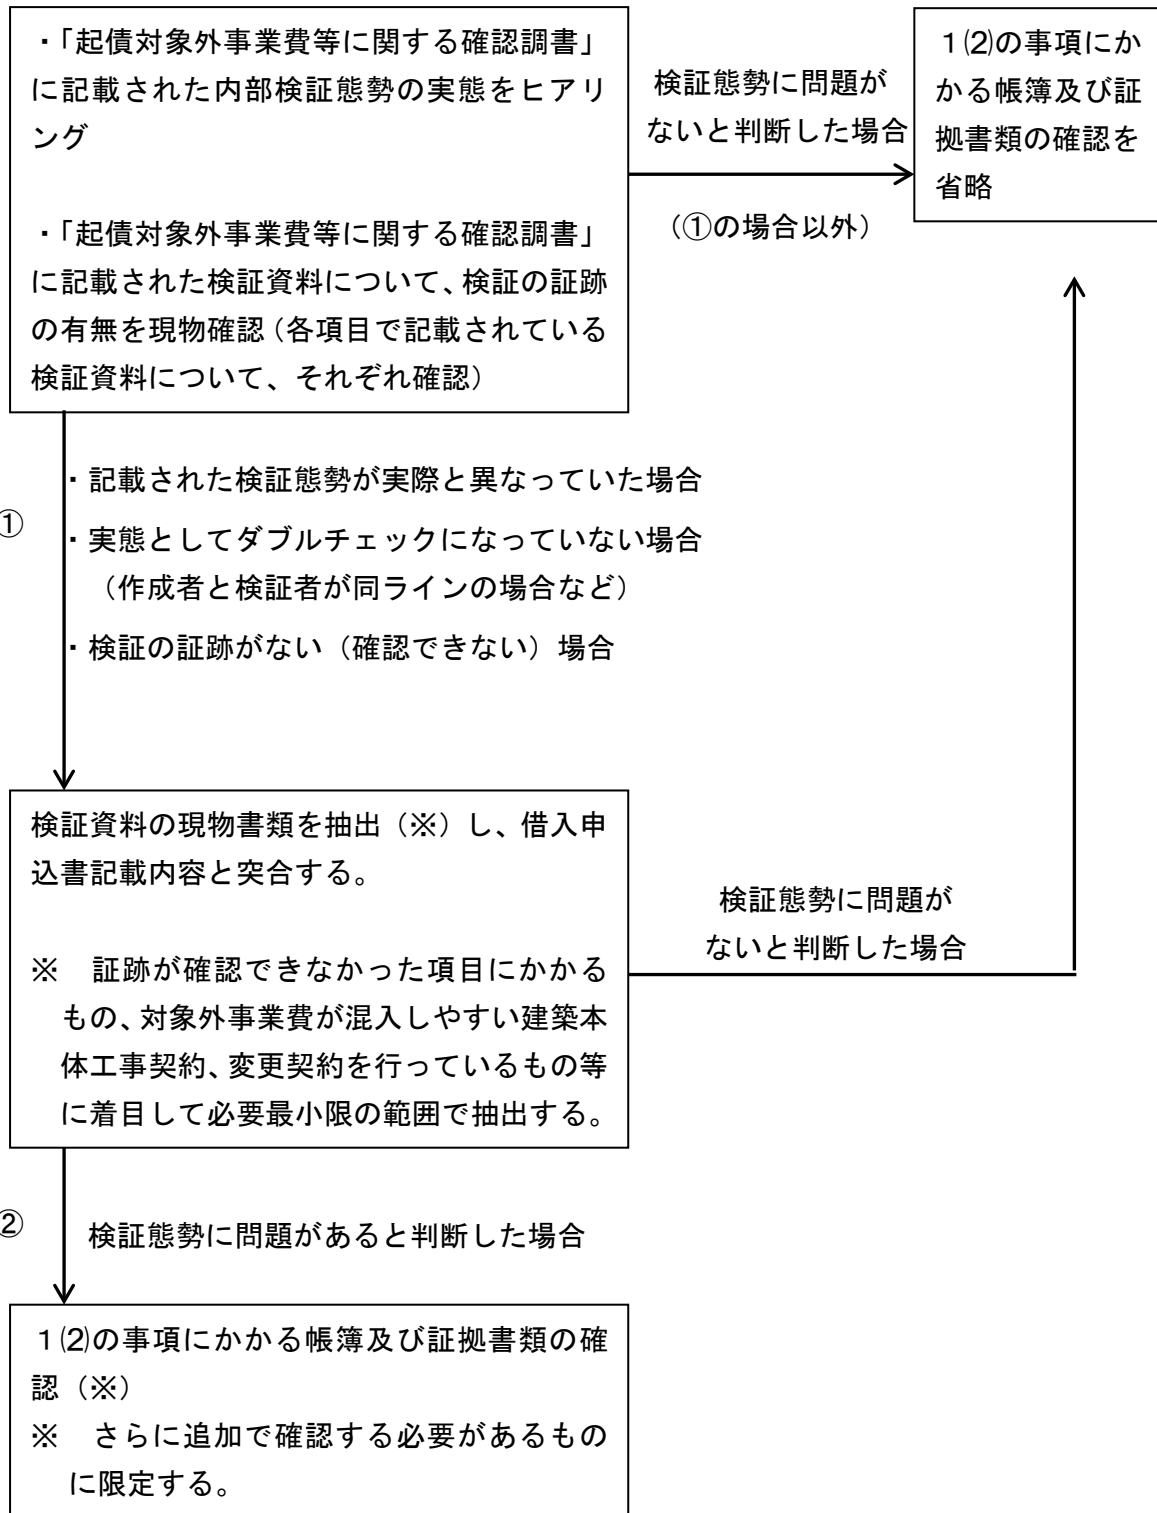 ・「起債対象外事業費等に関する確認調書」
に記載された内部検証態勢の実態をヒアリ
ング
・「起債対象外事業費等に関する確認調書」
に記載された検証資料について、検証の証跡
の有無を現物確認（各項目で記載されている
検証資料について、それぞれ確認）
検証態勢に問題が
ないと判断した場合
（①の場合以外）
１⑵の事項にか
かる帳簿及び証
拠書類の確認を
省略
①
・記載された検証態勢が実際と異なっていた場合
・実態としてダブルチェックになっていない場合
（作成者と検証者が同ラインの場合など）
・検証の証跡がない（確認できない）場合
検証資料の現物書類を抽出（※）し、借入申
込書記載内容と突合する。
※　証跡が確認できなかった項目にかかる
もの、対象外事業費が混入しやすい建築本
体工事契約、変更契約を行っているもの等
に着目して必要最小限の範囲で抽出する。
検証態勢に問題が
ないと判断した場合
②
検証態勢に問題があると判断した場合
１⑵の事項にかかる帳簿及び証拠書類の確
認（※）
※　さらに追加で確認する必要があるもの
に限定する。